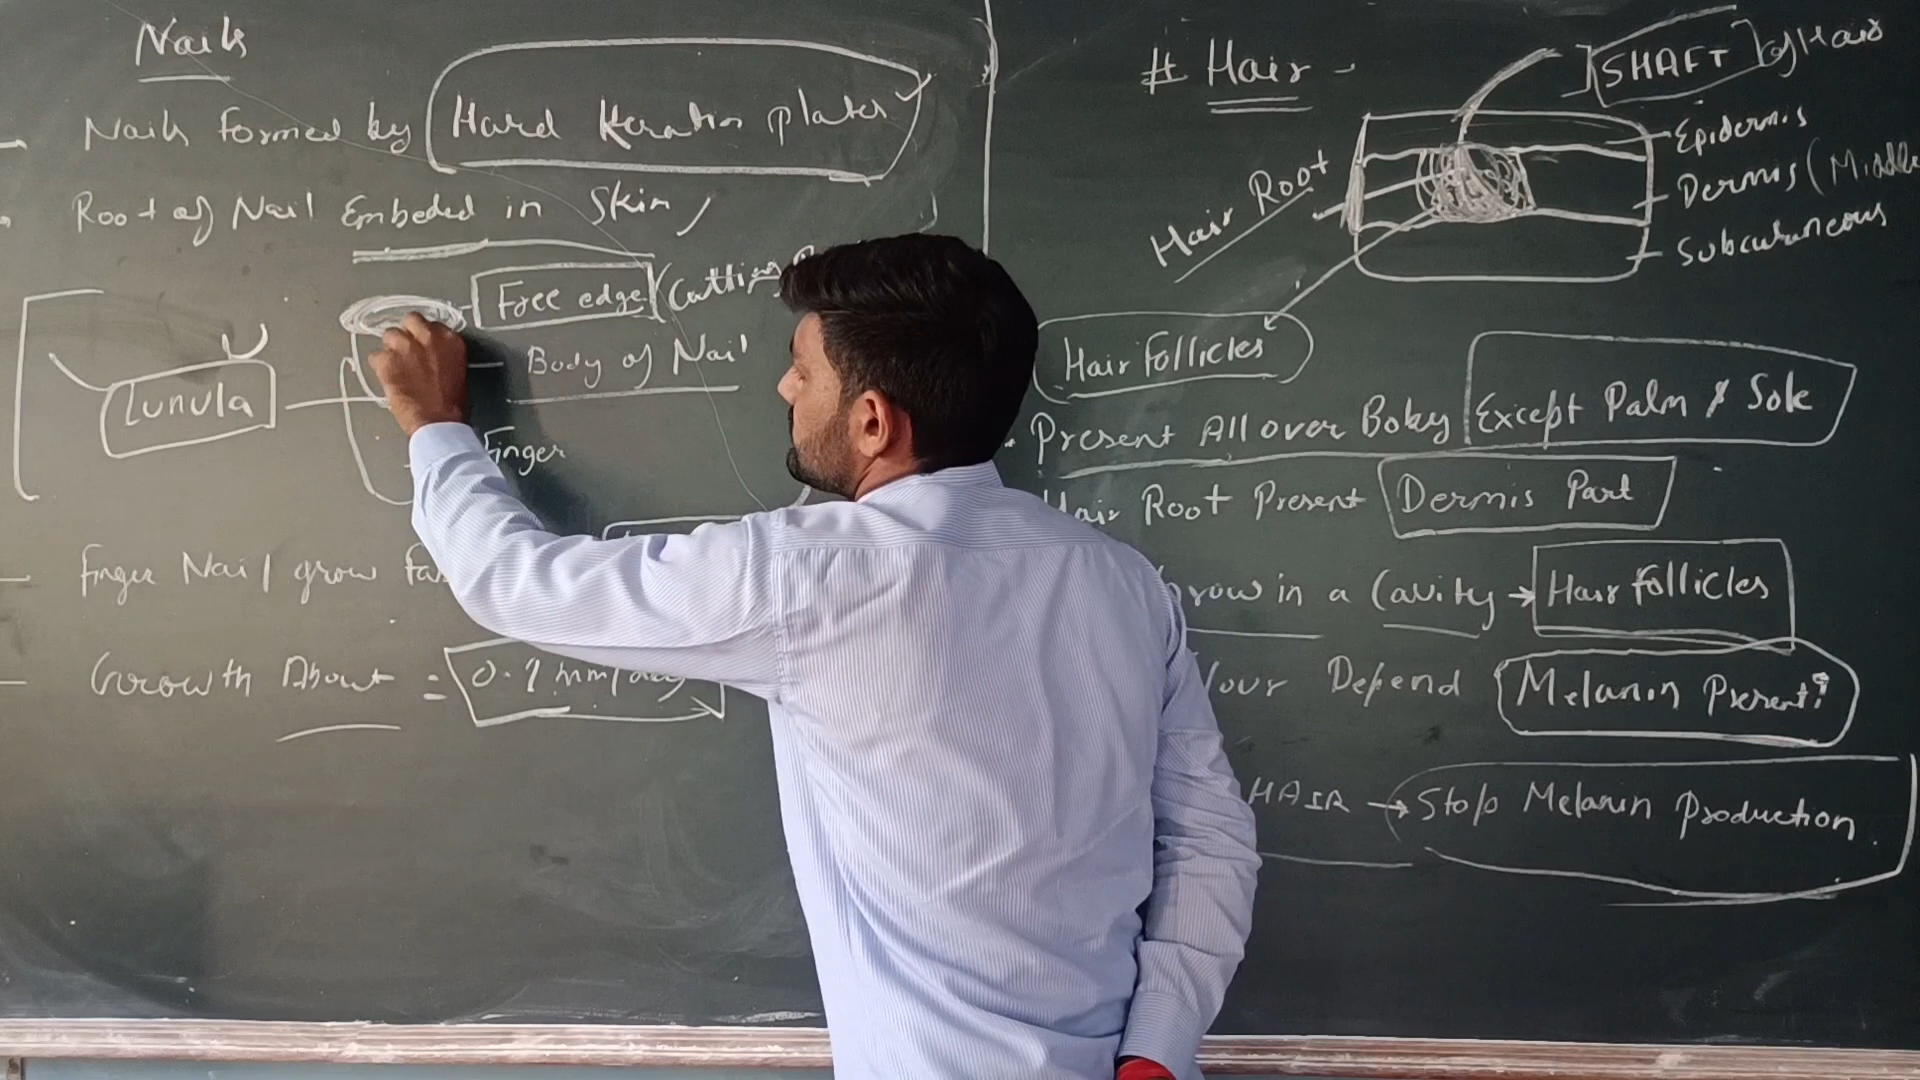 Nails
Nails formed by Hard Keratin plates
Root of Nail Embeded in Skin,
Free edge (Cutting
Body of Nail
Lunula
Finger
Finger Nail grow
Growth About = 0.1 mm/day
# Hair -
SHAFT of Hair
Epidermis
Dermis (Middle
Subcutaneous
Hair Root
Hair Follicles
Present All over Boby Except Palm & Sole
Hair Root Present Dermis Part
row in a Cavity → Hair follicles
lour Depend Melanin Present
HAIR → Stop Melanin Production